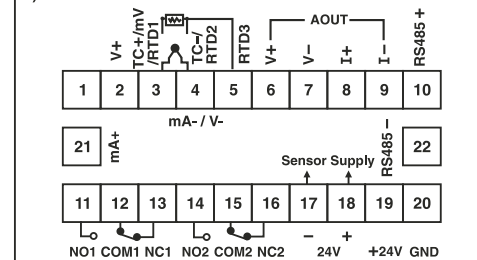 V+ TC+/mV /RTD1 TC-/ RTD2 RTD3 V+ V- I+ I- RS485+
AOUT
1 2 3 4 5 6 7 8 9 10
mA- / V-
21 mA+ RS485- 22
Sensor Supply
11 12 13 14 15 16 17 18 19 20
NO1 COM1 NC1 NO2 COM2 NC2 - 24V + +24V GND